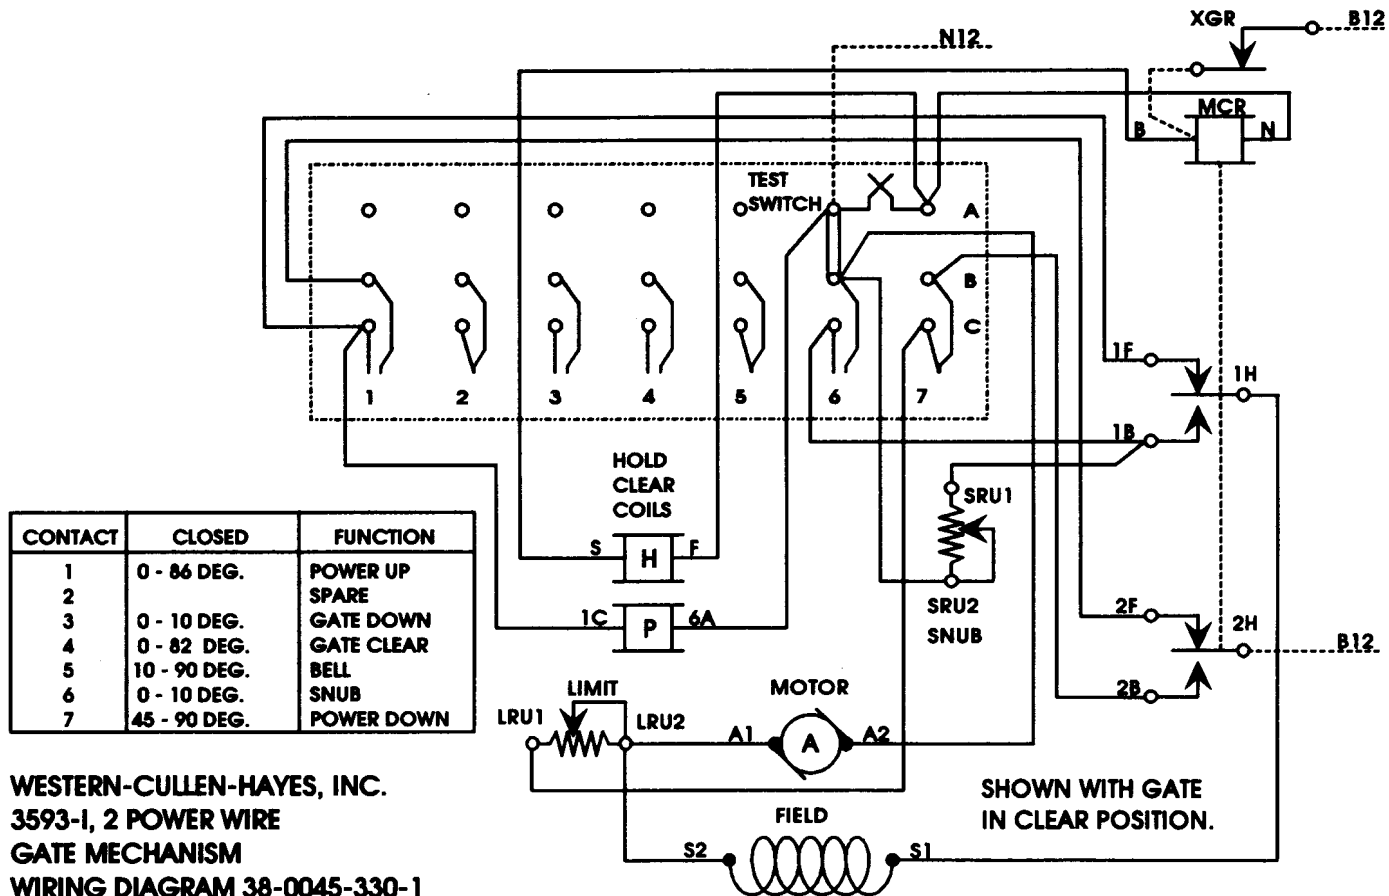 XGR B12
N12
MCR
B N
TEST
SWITCH
A
B
C
1 2 3 4 5 6 7
1F
1H
1B
HOLD
CLEAR
COILS
S H F
1C P 6A
SRU1
SRU2
SNUB
2F
2H
B12
2B
CONTACT CLOSED FUNCTION
1 0 - 86 DEG. POWER UP
2 SPARE
3 0 - 10 DEG. GATE DOWN
4 0 - 82 DEG. GATE CLEAR
5 10 - 90 DEG. BELL
6 0 - 10 DEG. SNUB
7 45 - 90 DEG. POWER DOWN
LIMIT MOTOR
LRU1 LRU2
A1 A A2
FIELD
S2 S1
SHOWN WITH GATE
IN CLEAR POSITION.
WESTERN-CULLEN-HAYES, INC.
3593-I, 2 POWER WIRE
GATE MECHANISM
WIRING DIAGRAM 38-0045-330-1